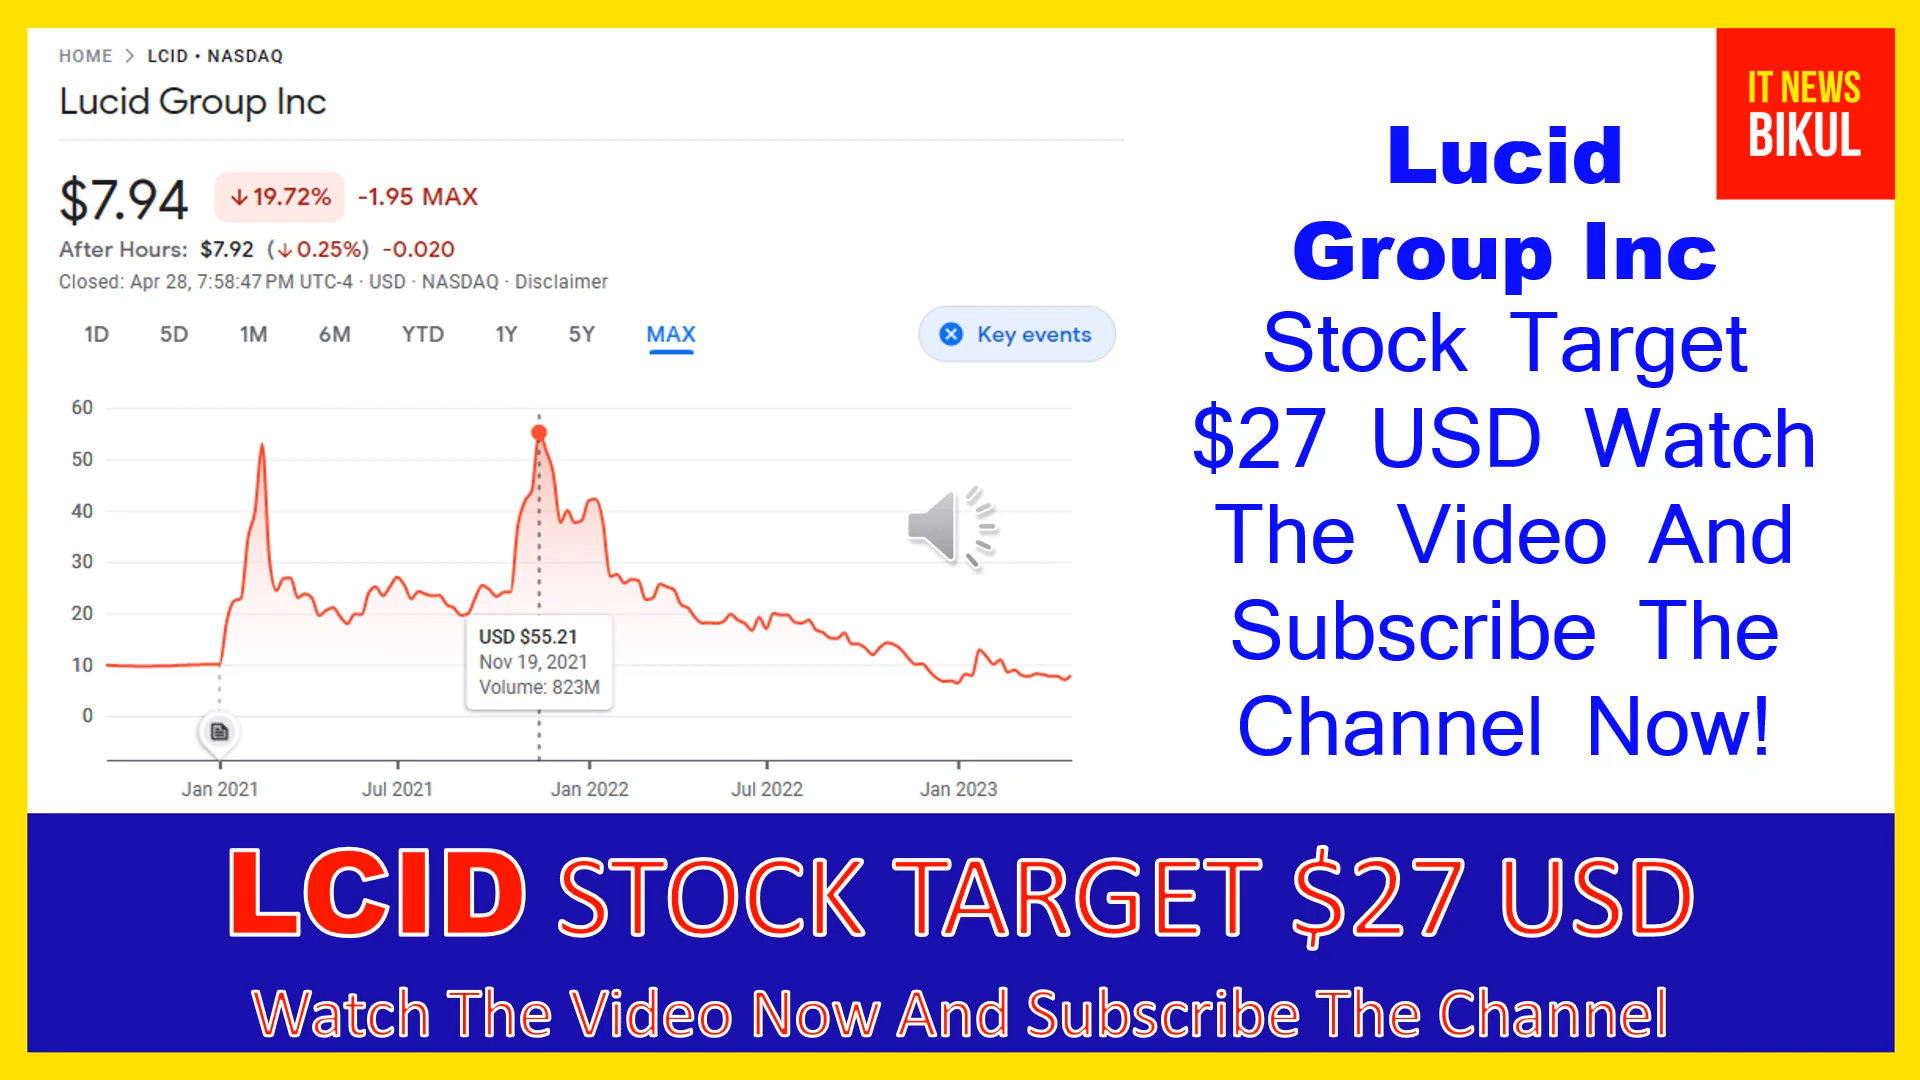 HOME > LCID • NASDAQ
Lucid Group Inc
$7.94 ↓19.72% -1.95 MAX
After Hours: $7.92 (↓0.25%) -0.020
Closed: Apr 28, 7:58:47 PM UTC-4 · USD · NASDAQ · Disclaimer
1D 5D 1M 6M YTD 1Y 5Y MAX Key events
60
50
40
30
20
10
0
USD $55.21
Nov 19, 2021
Volume: 823M
Jan 2021 Jul 2021 Jan 2022 Jul 2022 Jan 2023
IT NEWS
BIKUL
Lucid
Group Inc
Stock Target
$27 USD Watch
The Video And
Subscribe The
Channel Now!
LCID STOCK TARGET $27 USD
Watch The Video Now And Subscribe The Channel